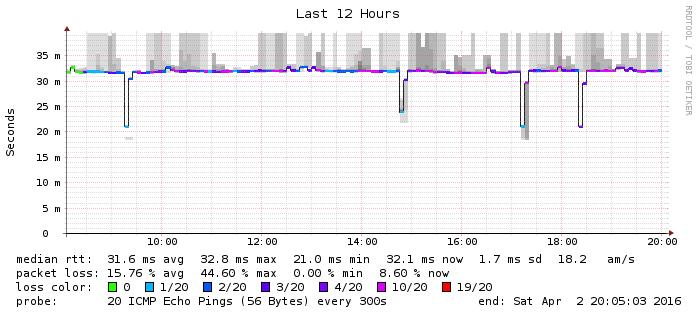 Last 12 Hours
RRDTOOL / TOBI OETIKER
Seconds
35 m
30 m
25 m
20 m
15 m
10 m
5 m
0
10:00 12:00 14:00 16:00 18:00 20:00
median rtt: 31.6 ms avg 32.8 ms max 21.0 ms min 32.1 ms now 1.7 ms sd 18.2 am/s
packet loss: 15.76 % avg 44.60 % max 0.00 % min 8.60 % now
loss color: 0 1/20 2/20 3/20 4/20 10/20 19/20
probe: 20 ICMP Echo Pings (56 Bytes) every 300s end: Sat Apr 2 20:05:03 2016